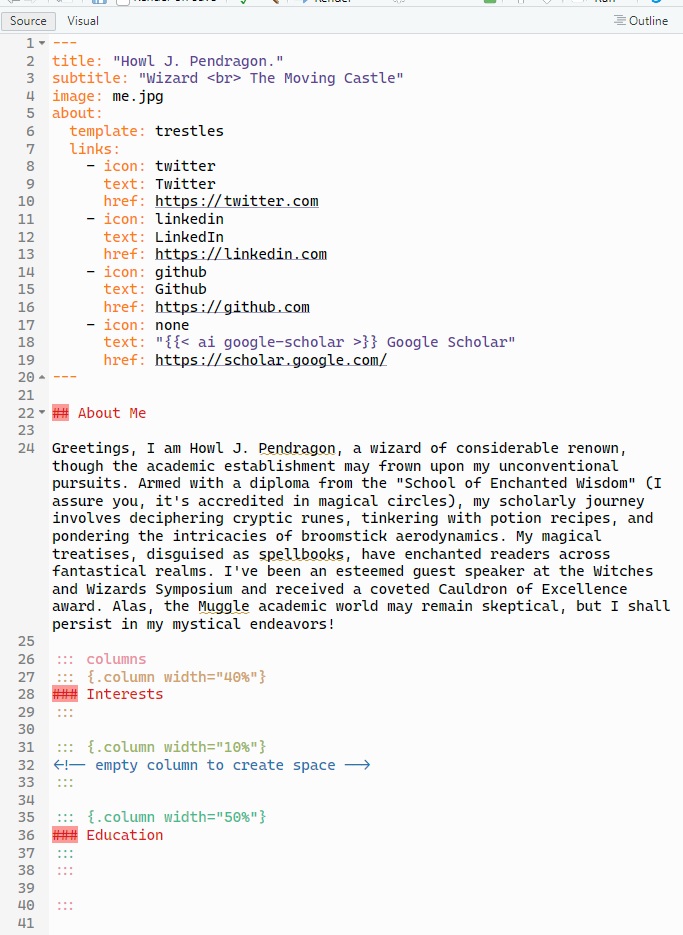 Source Visual Outline
1 ---
2 title: "Howl J. Pendragon."
3 subtitle: "Wizard <br> The Moving Castle"
4 image: me.jpg
5 about:
6 template: trestles
7 links:
8 - icon: twitter
9 text: Twitter
10 href: https://twitter.com
11 - icon: linkedin
12 text: LinkedIn
13 href: https://linkedin.com
14 - icon: github
15 text: Github
16 href: https://github.com
17 - icon: none
18 text: "{{< ai google-scholar >}} Google Scholar"
19 href: https://scholar.google.com/
20 ---
21
22 ## About Me
23
24 Greetings, I am Howl J. Pendragon, a wizard of considerable renown,
though the academic establishment may frown upon my unconventional
pursuits. Armed with a diploma from the "School of Enchanted Wisdom" (I
assure you, it's accredited in magical circles), my scholarly journey
involves deciphering cryptic runes, tinkering with potion recipes, and
pondering the intricacies of broomstick aerodynamics. My magical
treatises, disguised as spellbooks, have enchanted readers across
fantastical realms. I've been an esteemed guest speaker at the Witches
and Wizards Symposium and received a coveted Cauldron of Excellence
award. Alas, the Muggle academic world may remain skeptical, but I shall
persist in my mystical endeavors!
25
26 ::: columns
27 ::: {.column width="40%"}
28 ### Interests
29 :::
30
31 ::: {.column width="10%"}
32 <!-- empty column to create space -->
33 :::
34
35 ::: {.column width="50%"}
36 ### Education
37 :::
38 :::
39
40 :::
41